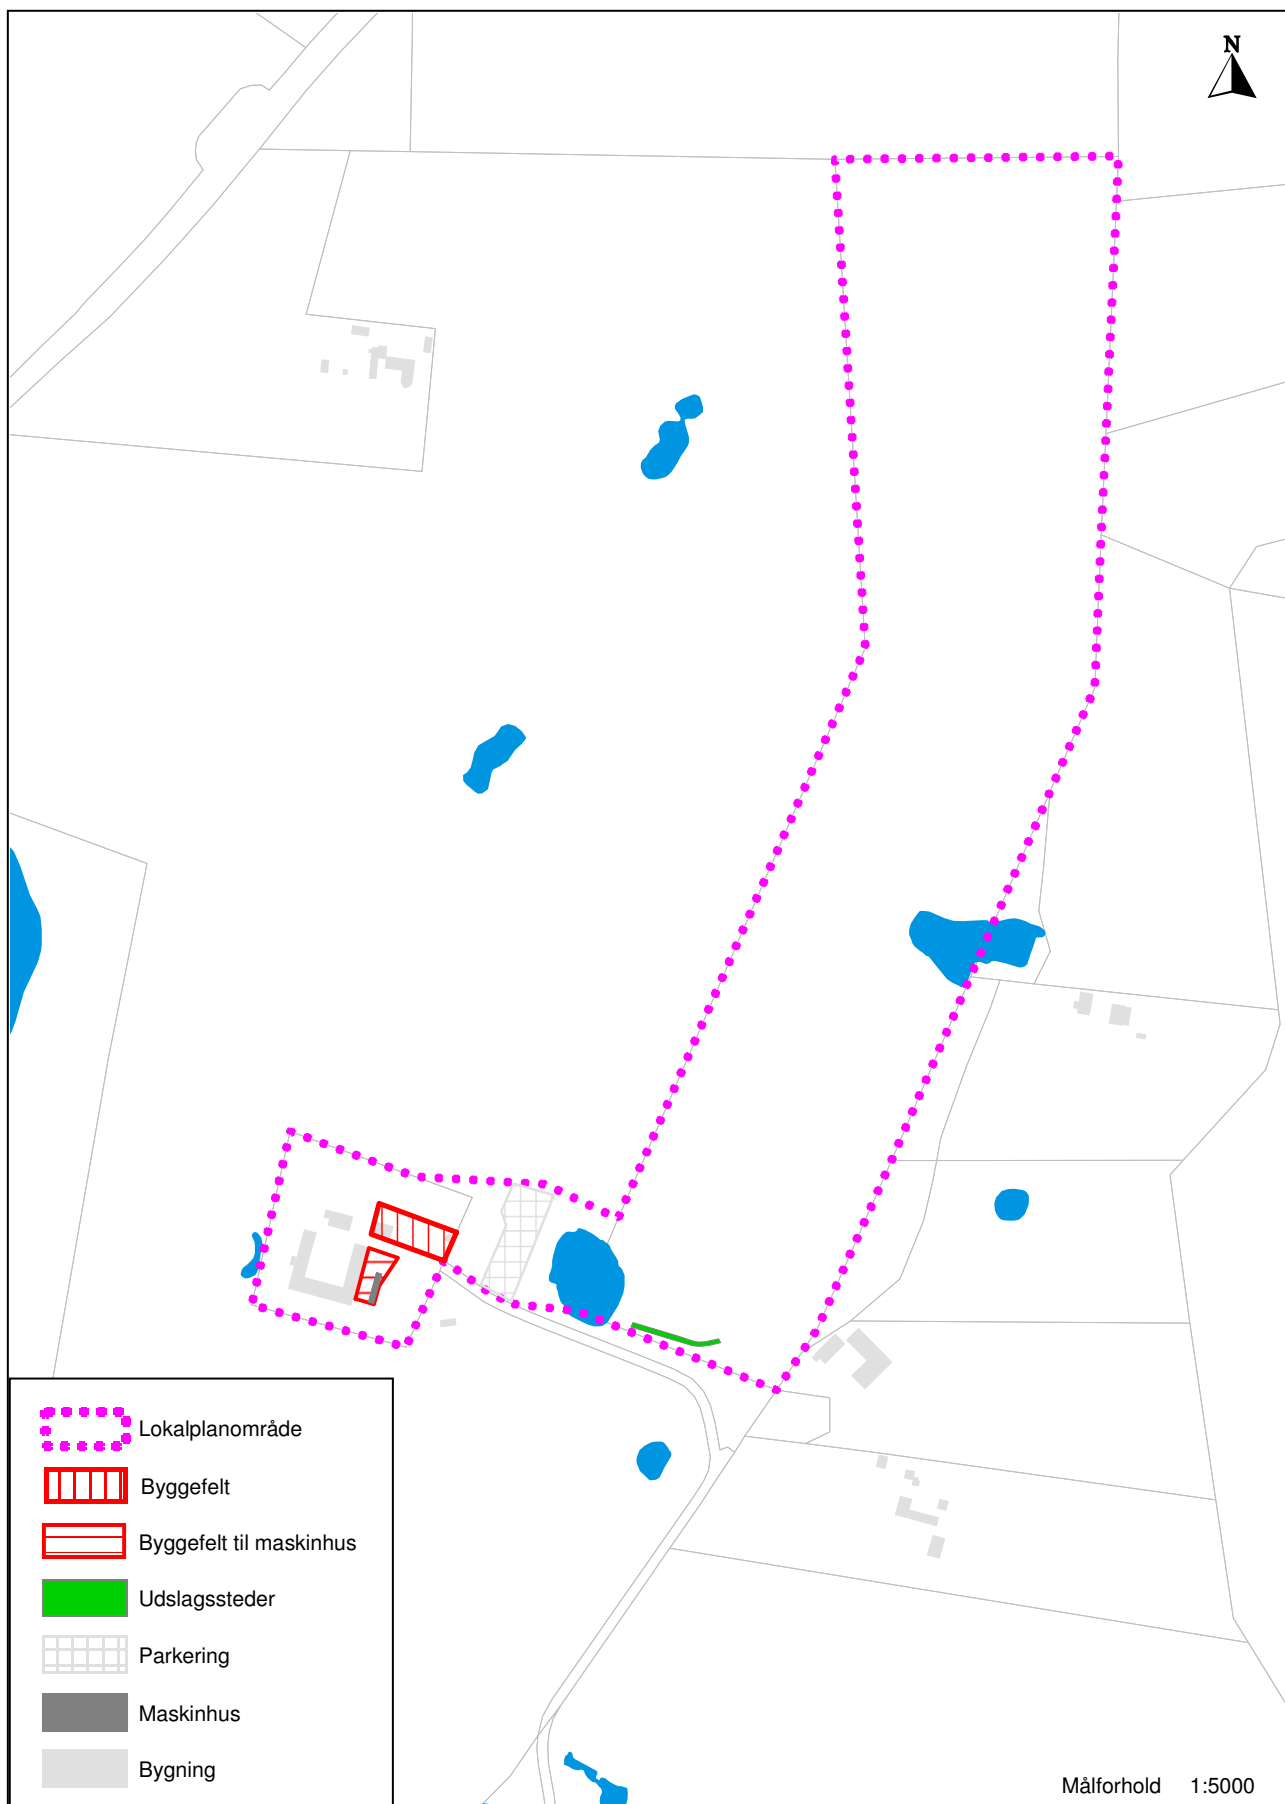 N
Lokalplanområde
Byggefelt
Byggefelt til maskinhus
Udslagssteder
Parkering
Maskinhus
Bygning
Målforhold 1:5000